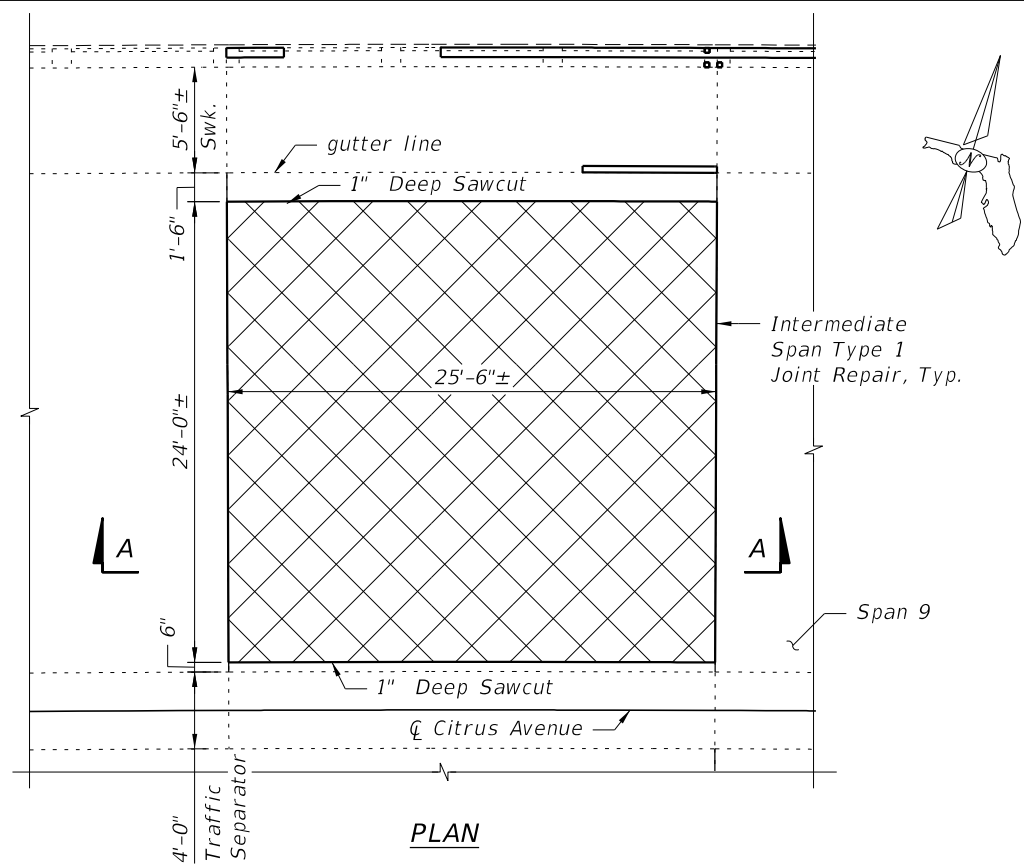 5'-6"±
Swk.
gutter line
1" Deep Sawcut
1'-6"
N
Intermediate
Span Type 1
Joint Repair, Typ.
25'-6"±
24'-0"±
A
A
6"
Span 9
1" Deep Sawcut
℄ Citrus Avenue
4'-0"
Traffic
Separator
PLAN